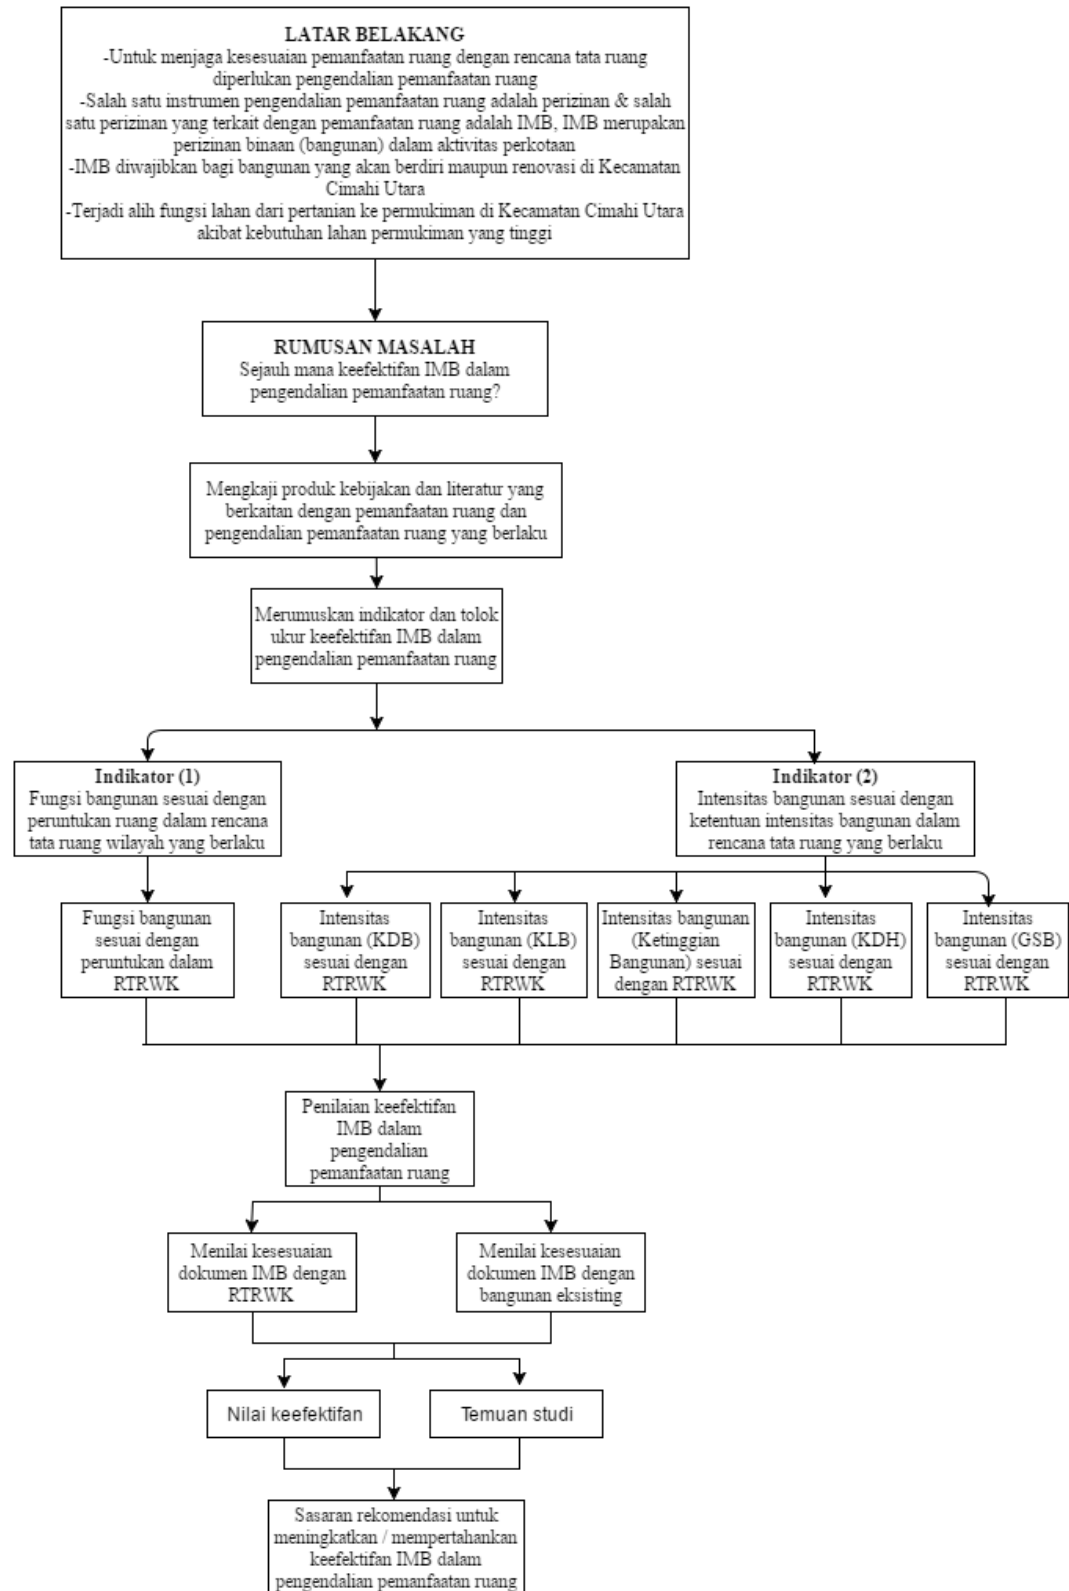 LATAR BELAKANG
-Untuk menjaga kesesuaian pemanfaatan ruang dengan rencana tata ruang
diperlukan pengendalian pemanfaatan ruang
-Salah satu instrumen pengendalian pemanfaatan ruang adalah perizinan & salah
satu perizinan yang terkait dengan pemanfaatan ruang adalah IMB, IMB merupakan
perizinan binaan (bangunan) dalam aktivitas perkotaan
-IMB diwajibkan bagi bangunan yang akan berdiri maupun renovasi di Kecamatan
Cimahi Utara
-Terjadi alih fungsi lahan dari pertanian ke permukiman di Kecamatan Cimahi Utara
akibat kebutuhan lahan permukiman yang tinggi
RUMUSAN MASALAH
Sejauh mana keefektifan IMB dalam
pengendalian pemanfaatan ruang?
Mengkaji produk kebijakan dan literatur yang
berkaitan dengan pemanfaatan ruang dan
pengendalian pemanfaatan ruang yang berlaku
Merumuskan indikator dan tolok
ukur keefektifan IMB dalam
pengendalian pemanfaatan ruang
Indikator (1)
Fungsi bangunan sesuai dengan
peruntukan ruang dalam rencana
tata ruang wilayah yang berlaku
Indikator (2)
Intensitas bangunan sesuai dengan
ketentuan intensitas bangunan dalam
rencana tata ruang yang berlaku
Fungsi bangunan
sesuai dengan
peruntukan dalam
RTRWK
Intensitas
bangunan (KDB)
sesuai dengan
RTRWK
Intensitas
bangunan (KLB)
sesuai dengan
RTRWK
Intensitas bangunan
(Ketinggian
Bangunan) sesuai
dengan RTRWK
Intensitas
bangunan (KDH)
sesuai dengan
RTRWK
Intensitas
bangunan (GSB)
sesuai dengan
RTRWK
Penilaian keefektifan
IMB dalam
pengendalian
pemanfaatan ruang
Menilai kesesuaian
dokumen IMB dengan
RTRWK
Menilai kesesuaian
dokumen IMB dengan
bangunan eksisting
Nilai keefektifan
Temuan studi
Sasaran rekomendasi untuk
meningkatkan / mempertahankan
keefektifan IMB dalam
pengendalian pemanfaatan ruang